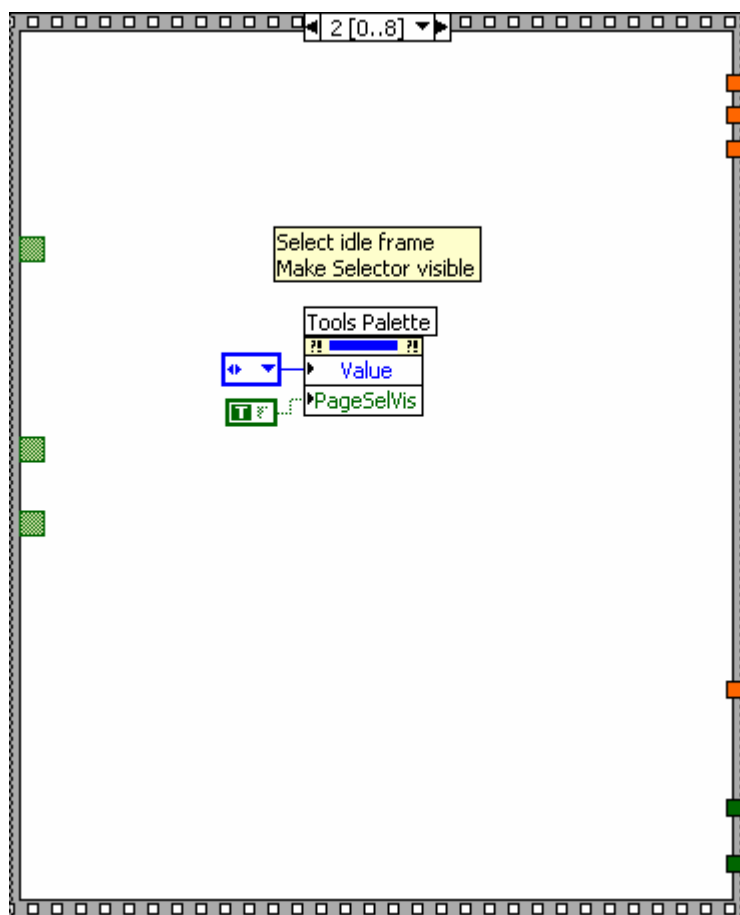 2 [0..8]
Select idle frame
Make Selector visible
Tools Palette
?! ?!
Value
T
PageSelVis